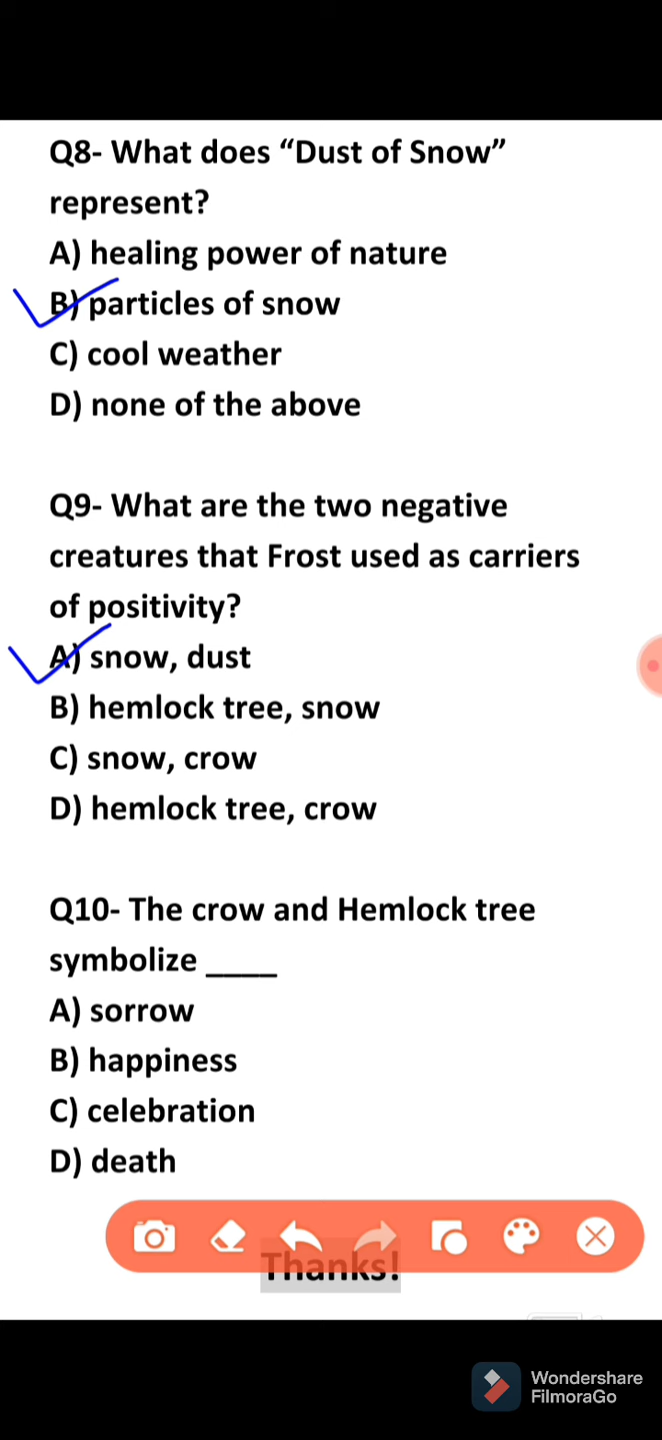 Q8- What does “Dust of Snow”
represent?
A) healing power of nature
B) particles of snow
C) cool weather
D) none of the above
Q9- What are the two negative
creatures that Frost used as carriers
of positivity?
A) snow, dust
B) hemlock tree, snow
C) snow, crow
D) hemlock tree, crow
Q10- The crow and Hemlock tree
symbolize ____
A) sorrow
B) happiness
C) celebration
D) death
Thanks!
Wondershare
FilmoraGo